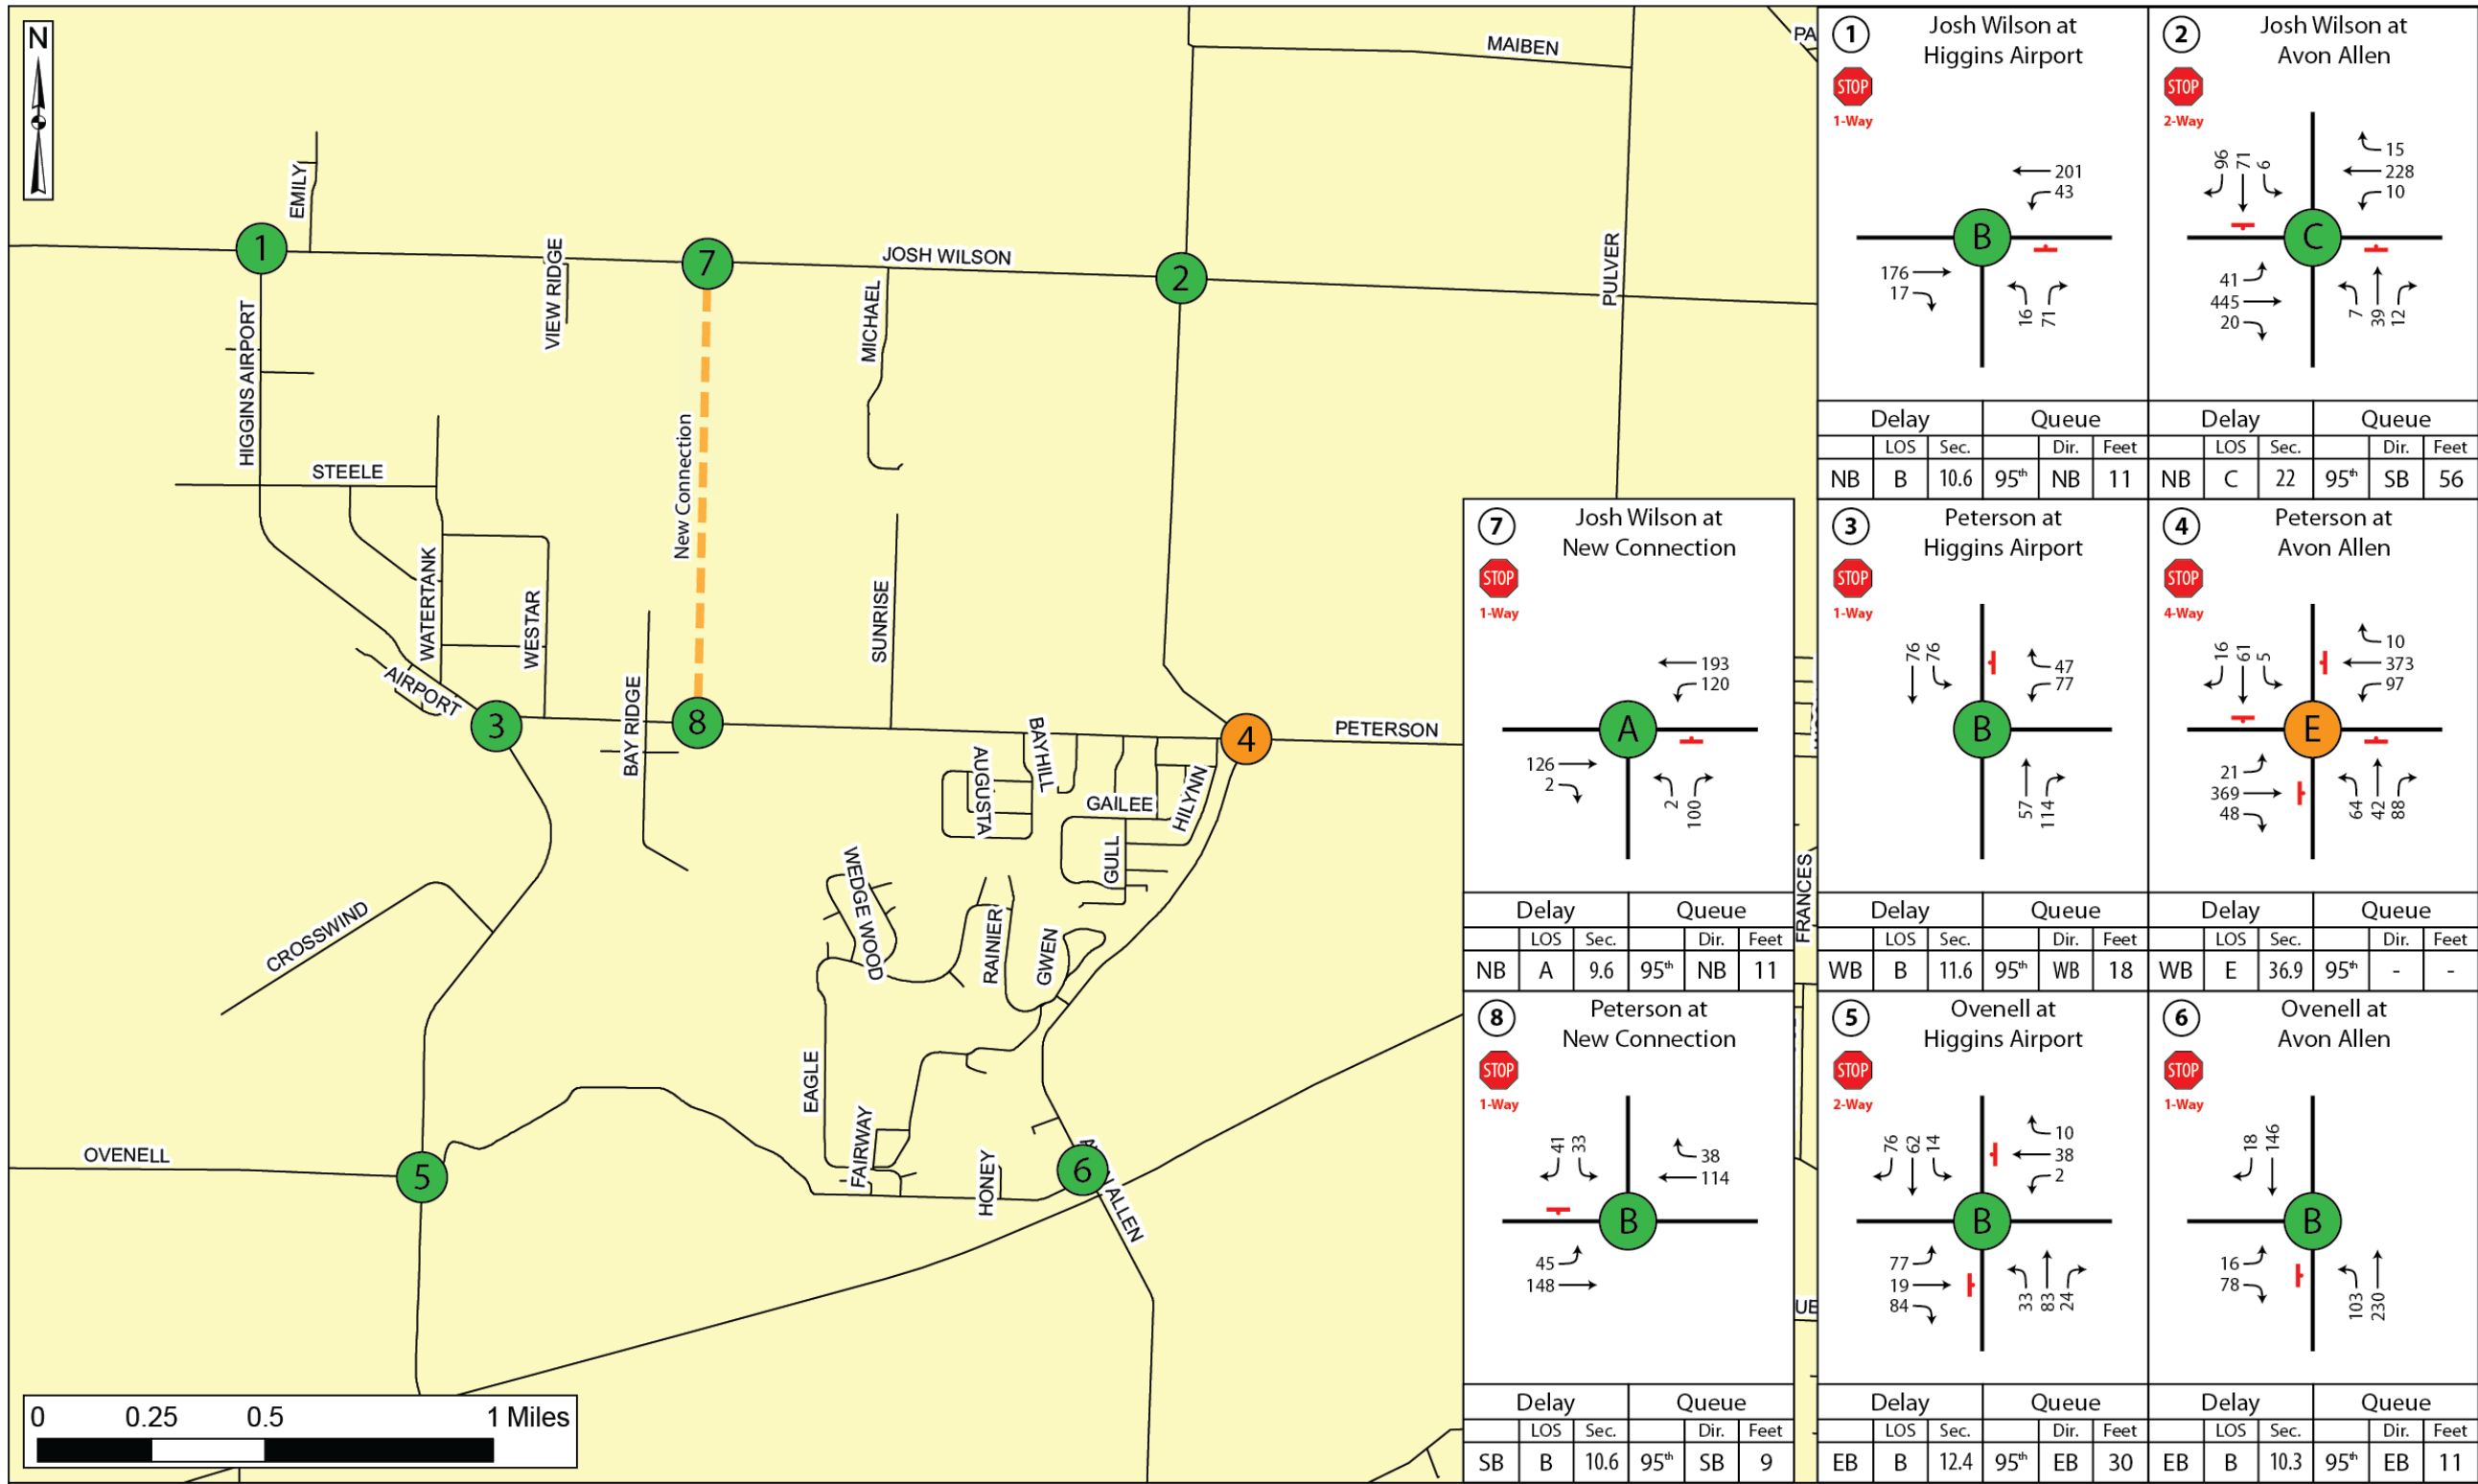 N
MAIBEN
PA
EMILY
1
7
JOSH WILSON
2
VIEW RIDGE
MICHAEL
PULVER
HIGGINS AIRPORT
New Connection
STEELE
WATERTANK
WESTAR
SUNRISE
AIRPORT
3
BAY RIDGE
8
BAYHILL
4
PETERSON
AUGUSTA
GAILEE
HILYNN
GULL
WEDGE WOOD
RAINIER
GWEN
CROSSWIND
FRANCES
EAGLE
FAIRWAY
HONEY
OVENELL
5
6
N ALLEN
UE
0 0.25 0.5 1 Miles
1
Josh Wilson at
Higgins Airport
STOP
1-Way
201
43
B
176
17
16 71
Delay Queue
LOS Sec. Dir. Feet
NB B 10.6 95th NB 11
2
Josh Wilson at
Avon Allen
STOP
2-Way
96 71 6
15
228
10
C
41
445
20
7 39 12
Delay Queue
LOS Sec. Dir. Feet
NB C 22 95th SB 56
7
Josh Wilson at
New Connection
STOP
1-Way
193
120
A
126
2
2 100
Delay Queue
LOS Sec. Dir. Feet
NB A 9.6 95th NB 11
3
Peterson at
Higgins Airport
STOP
1-Way
76 76
47
77
B
57 114
Delay Queue
LOS Sec. Dir. Feet
WB B 11.6 95th WB 18
4
Peterson at
Avon Allen
STOP
4-Way
16 61 5
10
373
97
E
21
369
48
64 42 88
Delay Queue
LOS Sec. Dir. Feet
WB E 36.9 95th - -
8
Peterson at
New Connection
STOP
1-Way
41 33
38
114
B
45
148
Delay Queue
LOS Sec. Dir. Feet
SB B 10.6 95th SB 9
5
Ovenell at
Higgins Airport
STOP
2-Way
76 62 14
10
38
2
B
77
19
84
33 83 24
Delay Queue
LOS Sec. Dir. Feet
EB B 12.4 95th EB 30
6
Ovenell at
Avon Allen
STOP
1-Way
18 146
B
16
78
103 230
Delay Queue
LOS Sec. Dir. Feet
EB B 10.3 95th EB 11